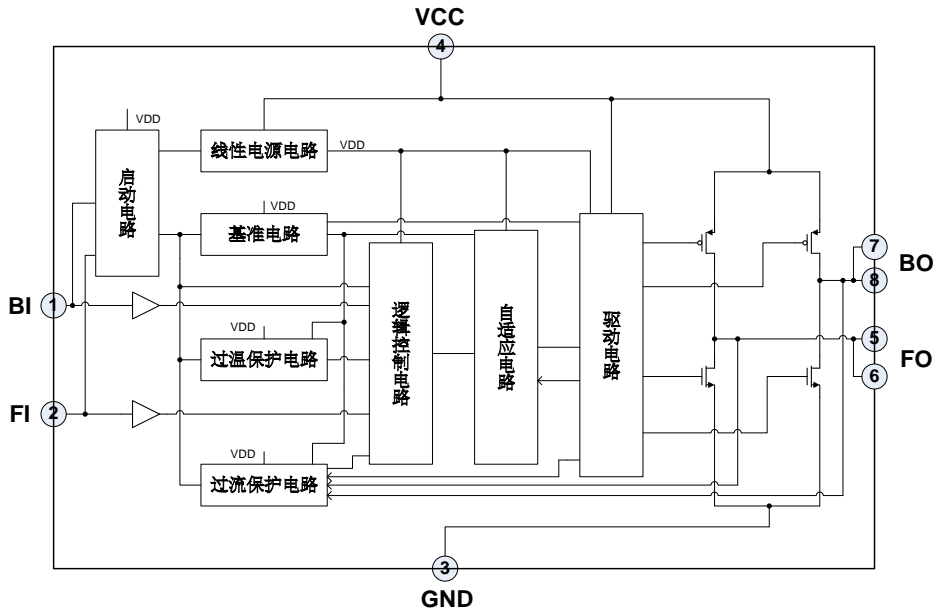 VCC
4
VDD
线性电源电路
VDD
启动电路
VDD
基准电路
7
BO
8
BI
1
逻辑控制电路
自适应电路
驱动电路
VDD
过温保护电路
5
FO
6
FI
2
VDD
过流保护电路
3
GND